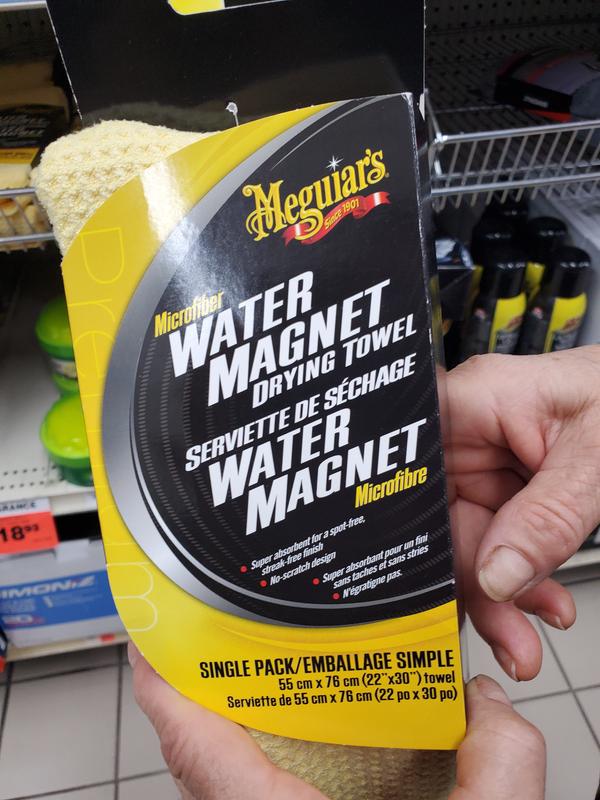 Meguiar's
Since 1901
Microfiber
WATER
MAGNET
DRYING TOWEL
SERVIETTE DE SÉCHAGE
WATER
MAGNET
Microfibre
Super absorbent for a spot-free,
streak-free finish
No-scratch design
Super absorbant pour un fini
sans taches et sans stries
N'égratigne pas.
Premium
SINGLE PACK/EMBALLAGE SIMPLE
55 cm x 76 cm (22"x30") towel
Serviette de 55 cm x 76 cm (22 po x 30 po)
18 93
IMONIZ